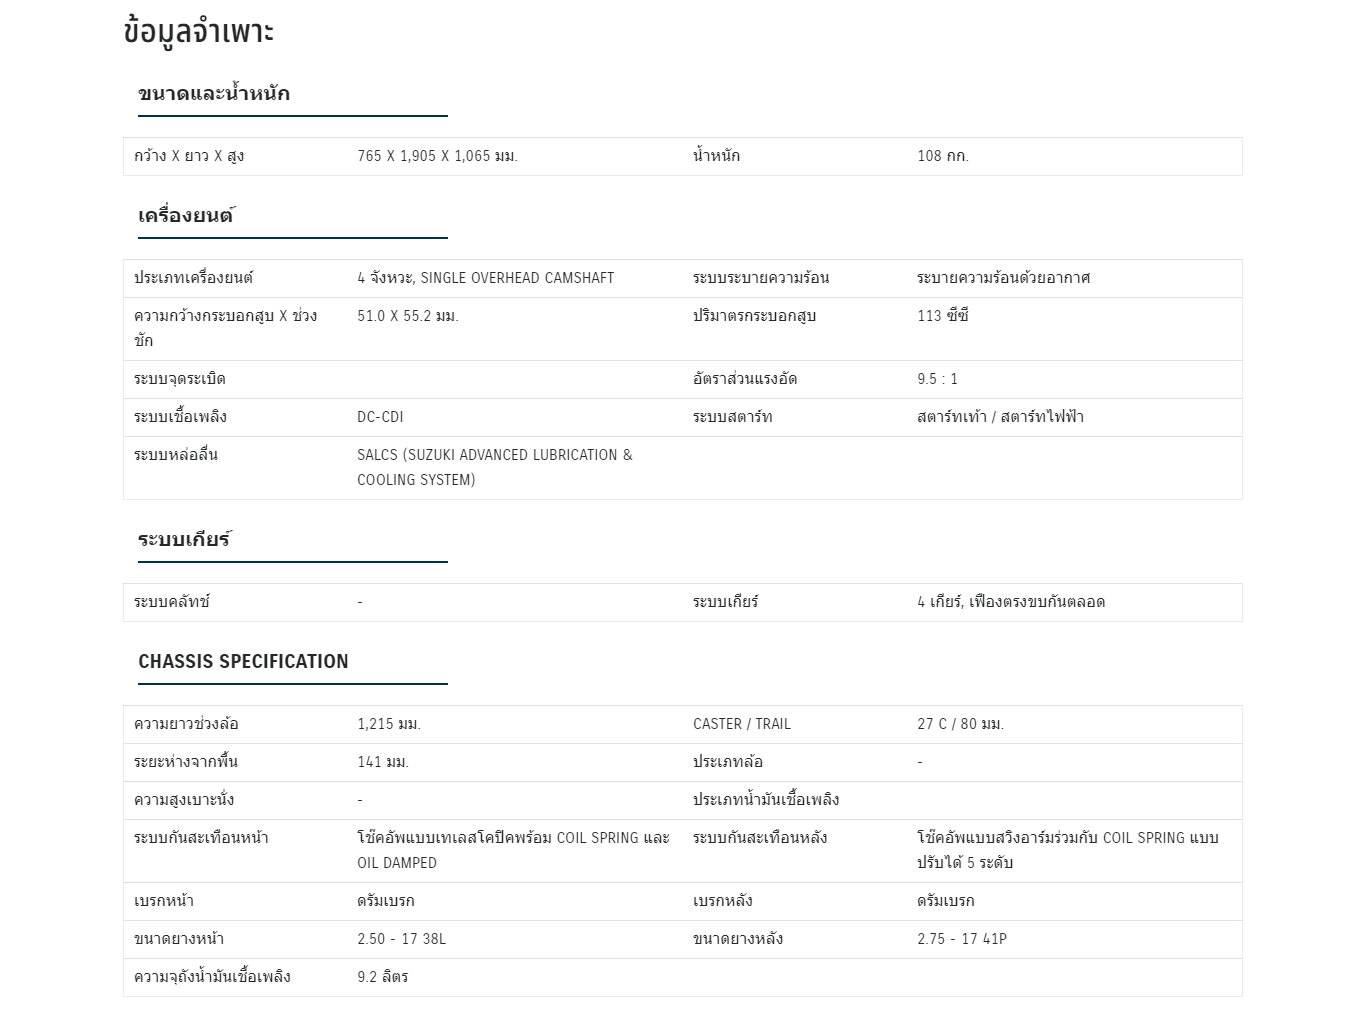 ข้อมูลจำเพาะ
ขนาดและน้ำหนัก
กว้าง X ยาว X สูง 765 X 1,905 X 1,065 มม. น้ำหนัก 108 กก.
เครื่องยนต์
ประเภทเครื่องยนต์ 4 จังหวะ, SINGLE OVERHEAD CAMSHAFT ระบบระบายความร้อน ระบายความร้อนด้วยอากาศ
ความกว้างกระบอกสูบ X ช่วง 51.0 X 55.2 มม. ปริมาตรกระบอกสูบ 113 ซีซี
ชัก
ระบบจุดระเบิด อัตราส่วนแรงอัด 9.5 : 1
ระบบเชื้อเพลิง DC-CDI ระบบสตาร์ท สตาร์ทเท้า / สตาร์ทไฟฟ้า
ระบบหล่อลื่น SALCS (SUZUKI ADVANCED LUBRICATION &
COOLING SYSTEM)
ระบบเกียร์
ระบบคลัทช์ - ระบบเกียร์ 4 เกียร์, เฟืองตรงขบกันตลอด
CHASSIS SPECIFICATION
ความยาวช่วงล้อ 1,215 มม. CASTER / TRAIL 27 C / 80 มม.
ระยะห่างจากพื้น 141 มม. ประเภทล้อ -
ความสูงเบาะนั่ง - ประเภทน้ำมันเชื้อเพลิง
ระบบกันสะเทือนหน้า โช๊คอัพแบบเทเลสโคปิคพร้อม COIL SPRING และ ระบบกันสะเทือนหลัง โช๊คอัพแบบสวิงอาร์มร่วมกับ COIL SPRING แบบ
OIL DAMPED ปรับได้ 5 ระดับ
เบรกหน้า ดรัมเบรก เบรกหลัง ดรัมเบรก
ขนาดยางหน้า 2.50 - 17 38L ขนาดยางหลัง 2.75 - 17 41P
ความจุถังน้ำมันเชื้อเพลิง 9.2 ลิตร